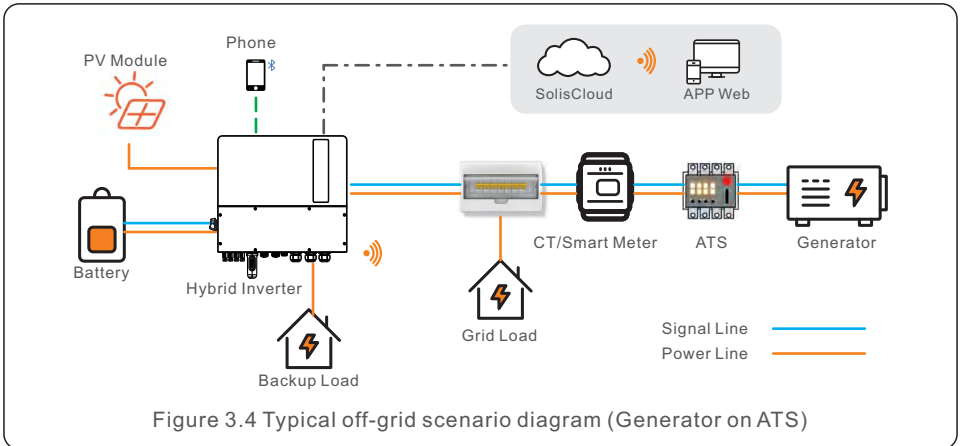 Phone
PV Module
SolisCloud
APP Web
CT/Smart Meter
ATS
Generator
Battery
Hybrid Inverter
Grid Load
Signal Line
Power Line
Backup Load
Figure 3.4 Typical off-grid scenario diagram (Generator on ATS)